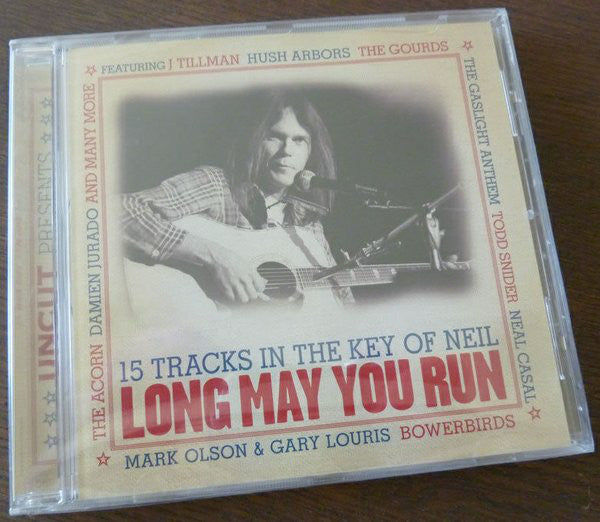 FEATURING J TILLMAN HUSH ARBORS THE GOURDS
THE GASLIGHT ANTHEM TODD SNIDER NEAL CASAL
THE ACORN DAMIEN JURADO AND MANY MORE
UNCUT PRESENTS
15 TRACKS IN THE KEY OF NEIL
LONG MAY YOU RUN
MARK OLSON & GARY LOURIS BOWERBIRDS